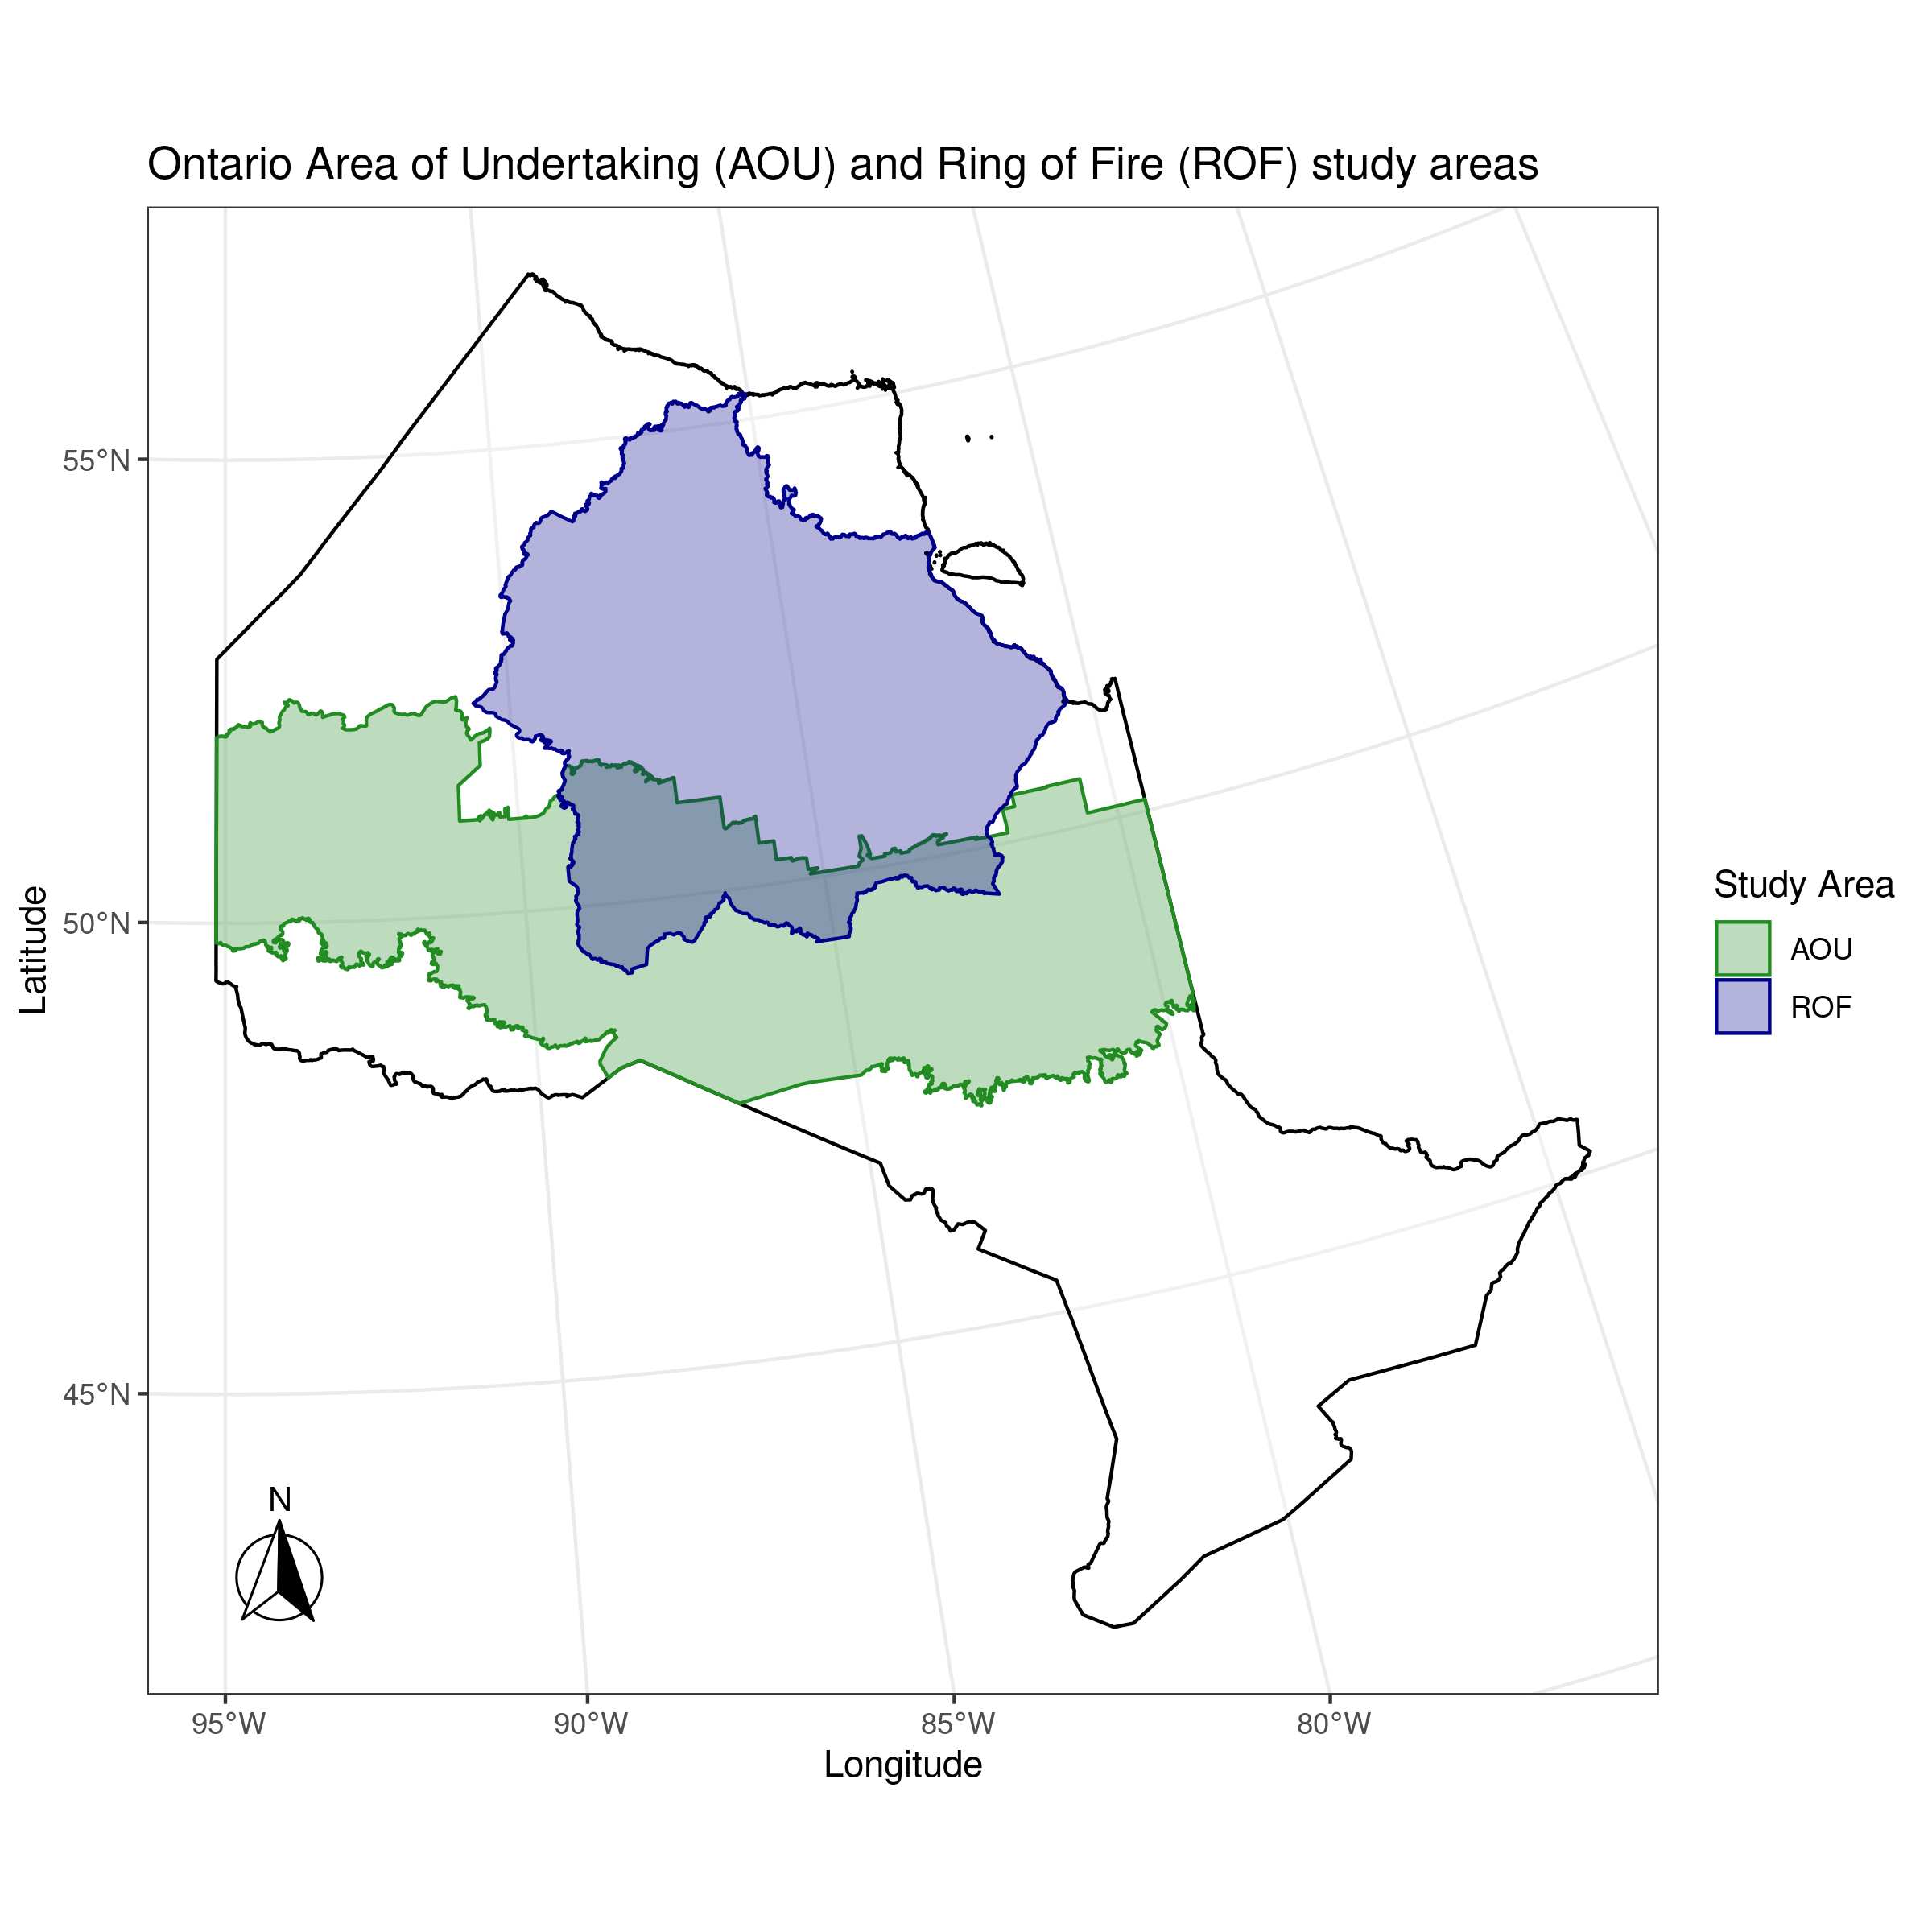 Ontario Area of Undertaking (AOU) and Ring of Fire (ROF) study areas
55°N
50°N
45°N
Latitude
N
95°W
90°W
85°W
80°W
Longitude
Study Area
AOU
ROF